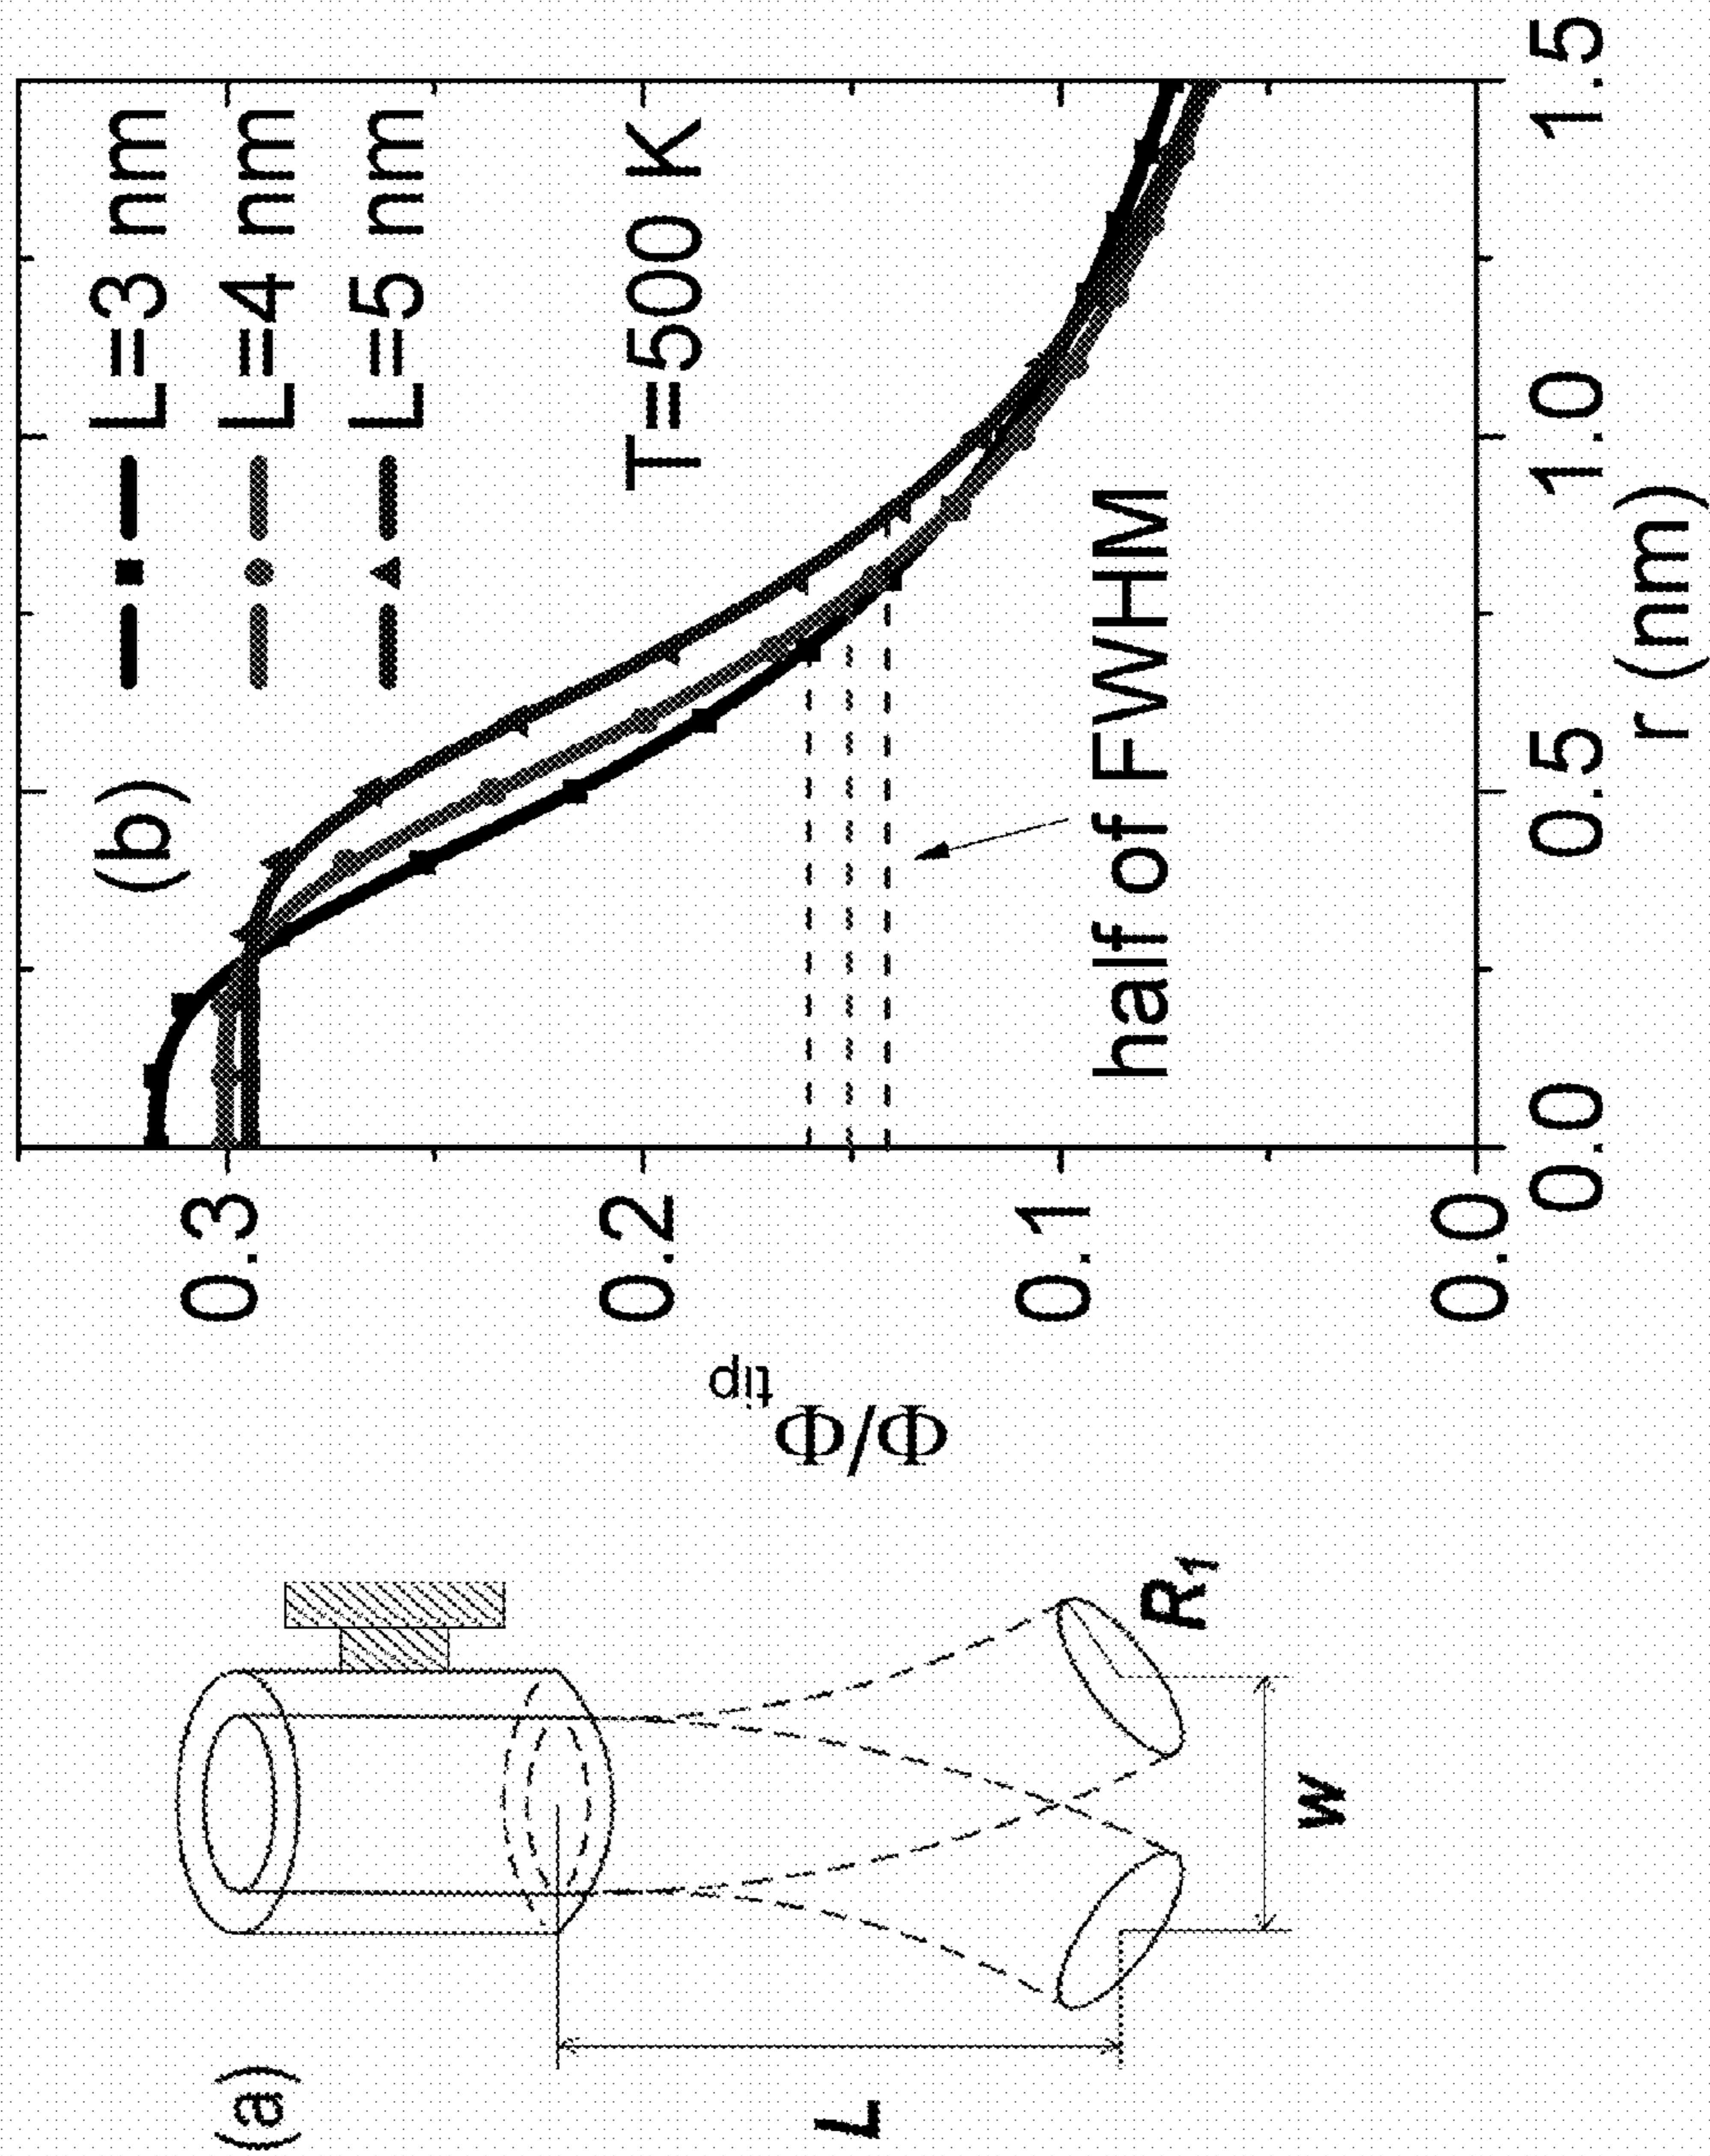 (a)
L
w
R1
(b)
L=3 nm
L=4 nm
L=5 nm
T=500 K
half of FWHM
Φ/Φtip
0.3
0.2
0.1
0.0
0.0 0.5 1.0 1.5
r (nm)